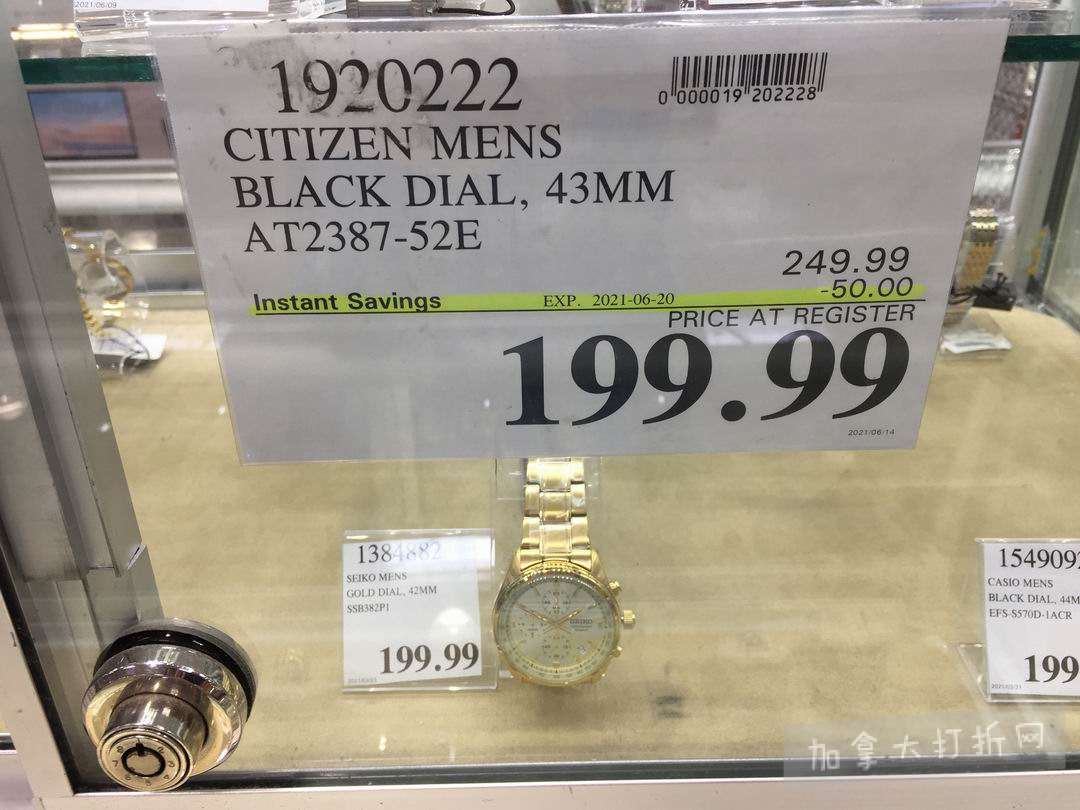 2021/06/09
1920222
0 000019 202228
CITIZEN MENS
BLACK DIAL, 43MM
AT2387-52E
249.99
Instant Savings EXP. 2021-06-20 -50.00
PRICE AT REGISTER
199.99
2021/06/14
1384882
SEIKO MENS
GOLD DIAL, 42MM
SSB382P1
199.99
SEIKO
154909
CASIO MENS
BLACK DIAL, 44M
EFS-S570D-1ACR
199
加拿大打折网